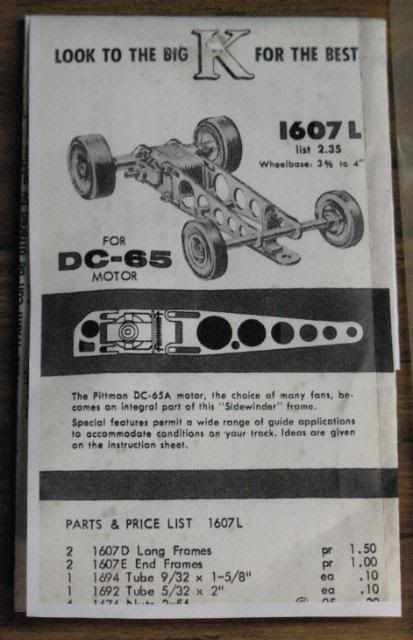 LOOK TO THE BIG K FOR THE BEST
1607L
list 2.35
Wheelbase: 3⅜ to 4"
FOR
DC-65
MOTOR
The Pittman DC-65A motor, the choice of many fans, be-
comes an integral part of this "Sidewinder" frame.
Special features permit a wide range of guide applications
to accommodate conditions on your track. Ideas are given
on the instruction sheet.
PARTS & PRICE LIST 1607L
2 1607D Long Frames pr 1.50
2 1607E End Frames pr 1.00
1 1694 Tube 9/32 x 1-5/8" ea .10
1 1692 Tube 5/32 x 2" ea .10